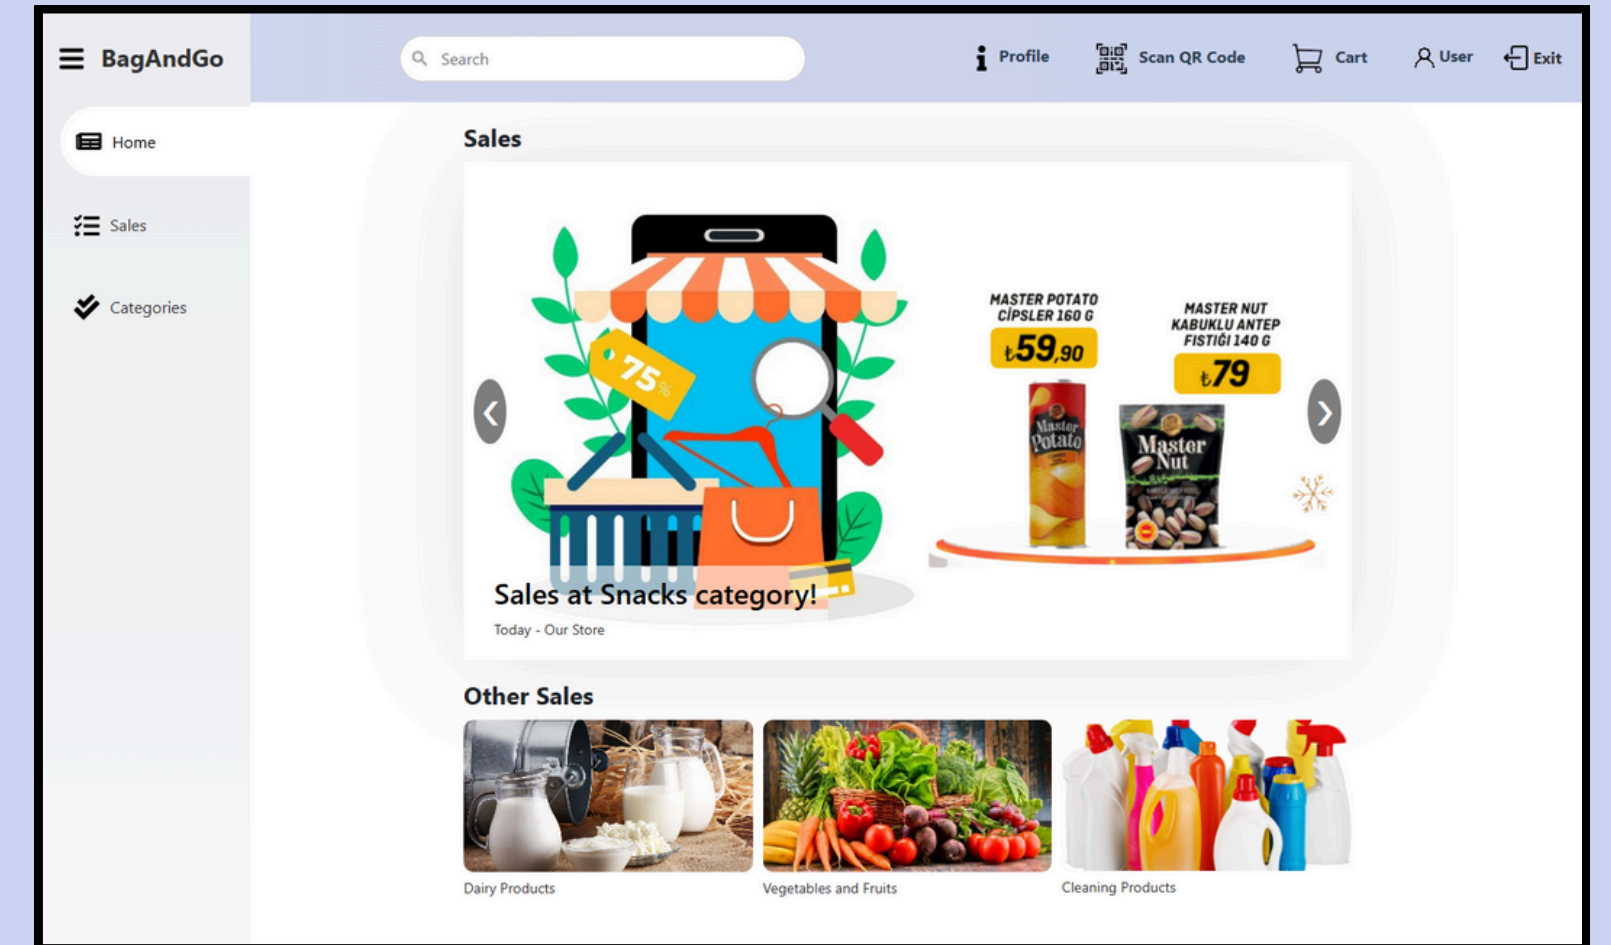 BagAndGo
Search
Profile
Scan QR Code
Cart
User
Exit
Home
Sales
Categories
Sales
75%
MASTER POTATO
CİPSLER 160 G
₺59,90
MASTER NUT
KABUKLU ANTEP
FISTIĞI 140 G
₺79
Master
Potato
Master
Nut
Sales at Snacks category!
Today - Our Store
Other Sales
Dairy Products
Vegetables and Fruits
Cleaning Products